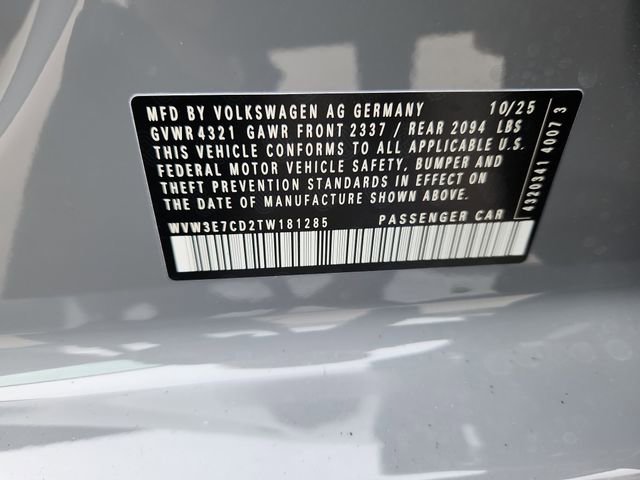 MFD BY VOLKSWAGEN AG GERMANY 10/25
GVWR 4321 GAWR FRONT 2337 / REAR 2094 LBS
THIS VEHICLE CONFORMS TO ALL APPLICABLE U.S.
FEDERAL MOTOR VEHICLE SAFETY, BUMPER AND
THEFT PREVENTION STANDARDS IN EFFECT ON
THE DATE OF MANUFACTURE SHOWN ABOVE.
WVW3E7CD2TW181285 PASSENGER CAR
4320341 4007 3